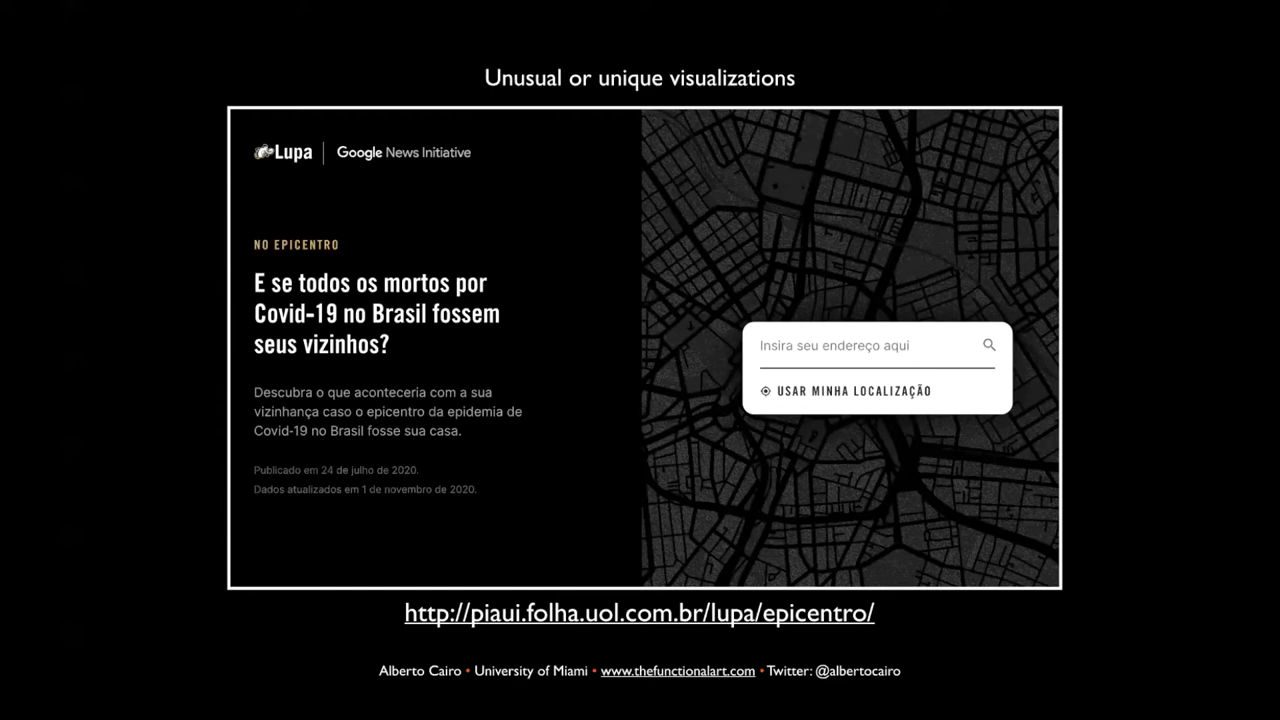 Unusual or unique visualizations
Lupa | Google News Initiative
NO EPICENTRO
E se todos os mortos por
Covid-19 no Brasil fossem
seus vizinhos?
Descubra o que aconteceria com a sua
vizinhança caso o epicentro da epidemia de
Covid-19 no Brasil fosse sua casa.
Publicado em 24 de julho de 2020.
Dados atualizados em 1 de novembro de 2020.
Insira seu endereço aqui
USAR MINHA LOCALIZAÇÃO
http://piaui.folha.uol.com.br/lupa/epicentro/
Alberto Cairo • University of Miami • www.thefunctionalart.com • Twitter: @albertocairo